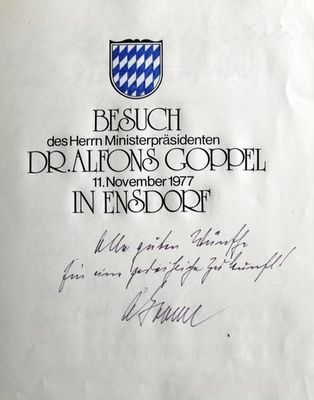 BESUCH
des Herrn Ministerpräsidenten
DR. ALFONS GOPPEL
11. November 1977
IN ENSDORF
Alle guten Wünsche
für eine gedeihliche Zukunft!